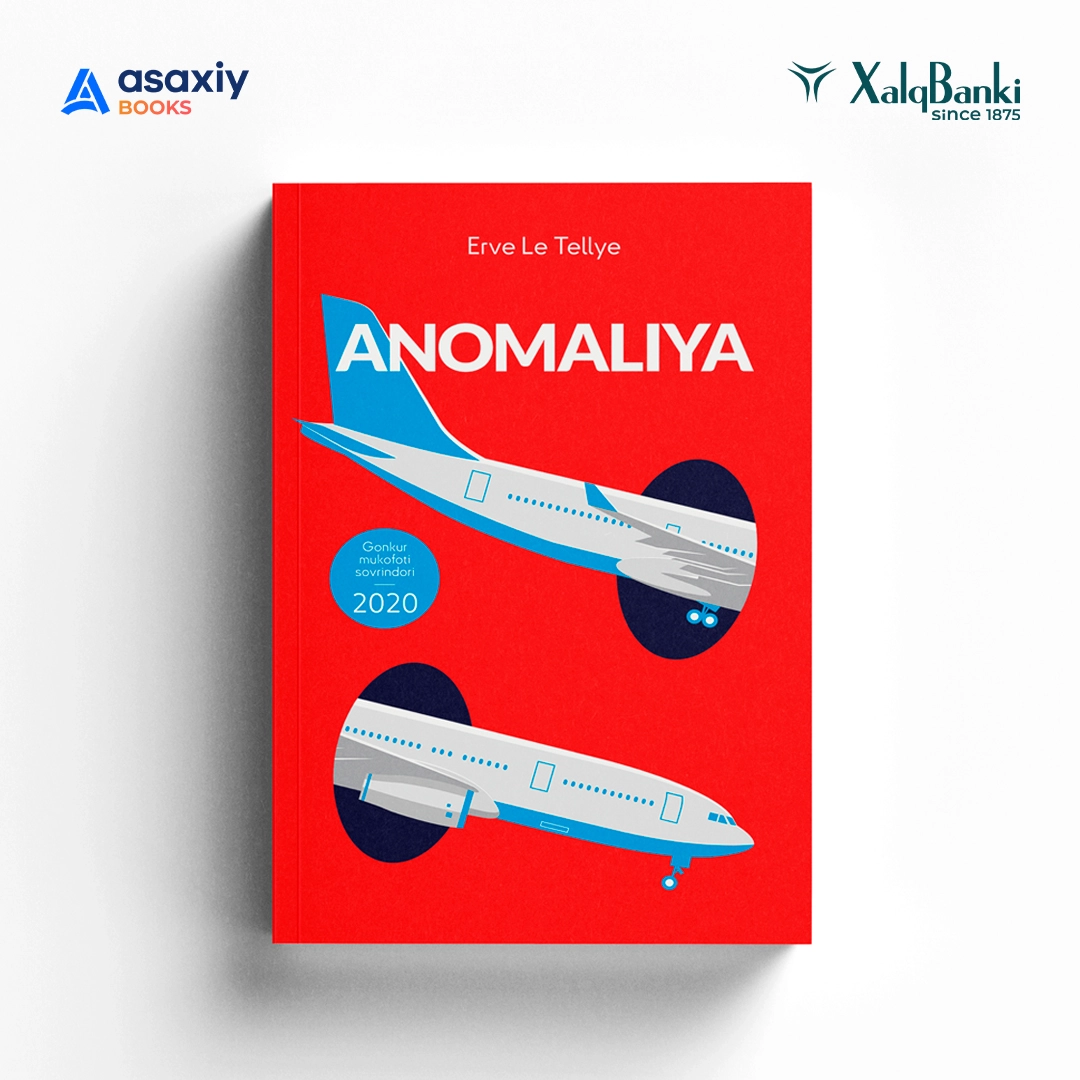 asaxiy
BOOKS
XalqBanki
since 1875
Erve Le Tellye
ANOMALIYA
Gonkur
mukofoti
sovrindori
2020